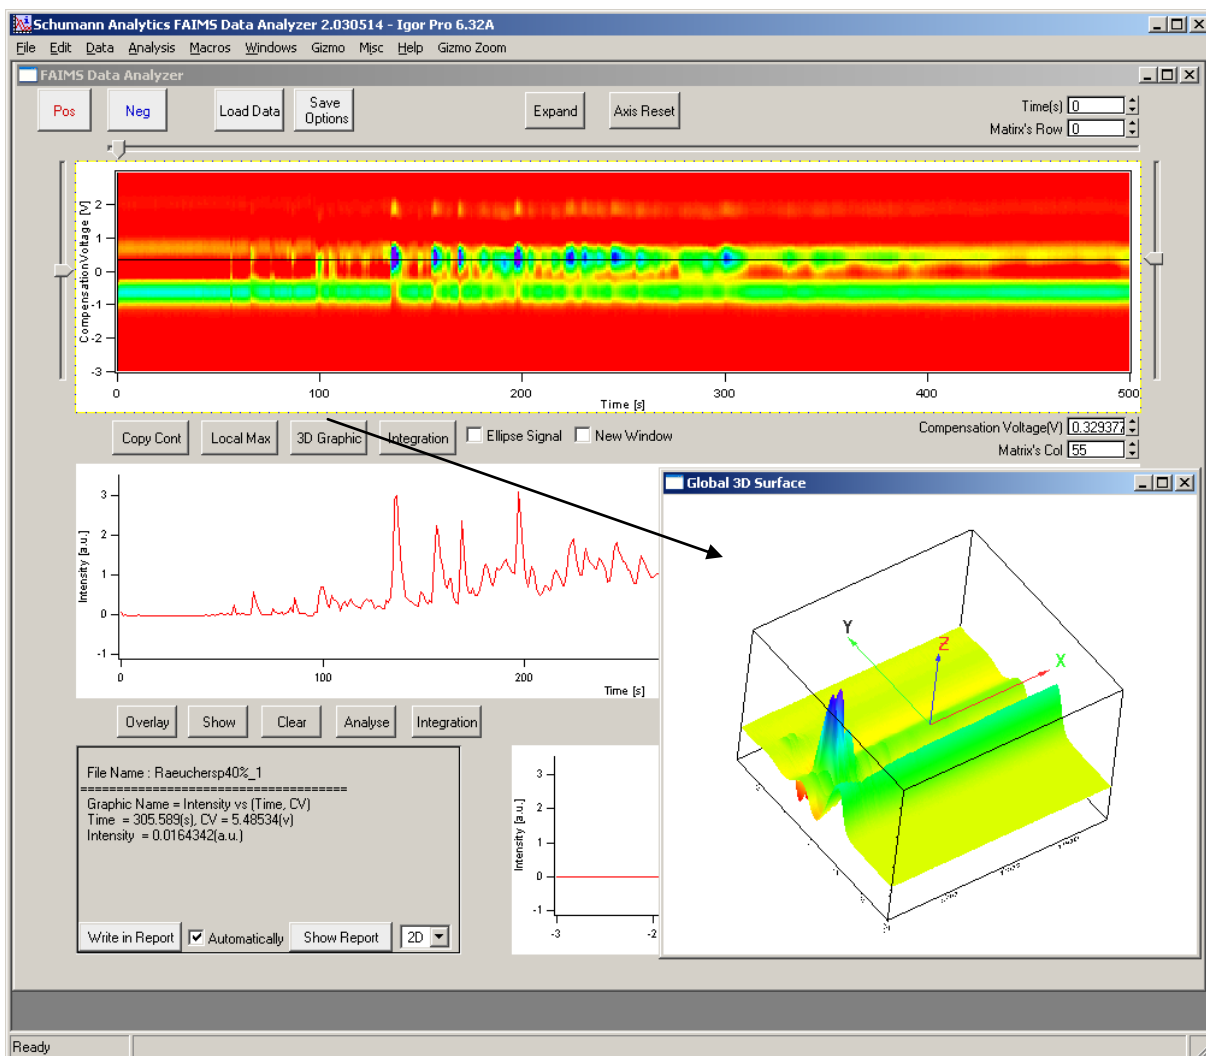 Schumann Analytics FAIMS Data Analyzer 2.030514 - Igor Pro 6.32A
File Edit Data Analysis Macros Windows Gizmo Misc Help Gizmo Zoom
FAIMS Data Analyzer
Pos Neg Load Data Save Options Expand Axis Reset
Time(s) 0
Matirx's Row 0
Compensation Voltage [V]
2
1
0
-1
-2
-3
0 100 200 300 400 500
Time [s]
Copy Cont Local Max 3D Graphic Integration Ellipse Signal New Window
Compensation Voltage(V) 0.329377
Matrix's Col 55
Intensity [a.u.]
3
2
1
0
-1
0 100 200
Time [s]
Global 3D Surface
Y Z X
Overlay Show Clear Analyse Integration
File Name : Raeuchersp40%_1
=====================================
Graphic Name = Intensity vs (Time, CV)
Time = 305.589(s), CV = 5.48534(v)
Intensity = 0.0164342(a.u.)
Write in Report Automatically Show Report 2D
Intensity [a.u.]
3
2
1
0
-1
-3 -2
Ready